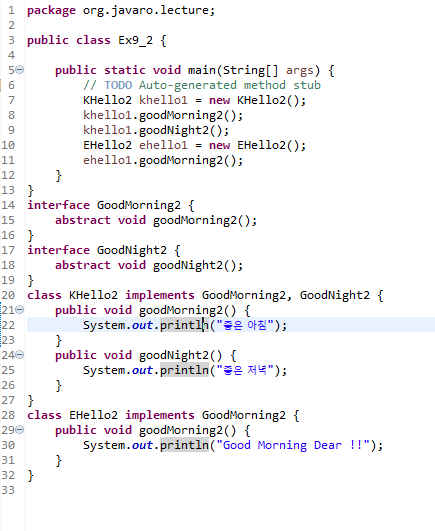 1 package org.javaro.lecture;
2
3 public class Ex9_2 {
4
5 public static void main(String[] args) {
6 // TODO Auto-generated method stub
7 KHello2 khello1 = new KHello2();
8 khello1.goodMorning2();
9 khello1.goodNight2();
10 EHello2 ehello1 = new EHello2();
11 ehello1.goodMorning2();
12 }
13 }
14 interface GoodMorning2 {
15 abstract void goodMorning2();
16 }
17 interface GoodNight2 {
18 abstract void goodNight2();
19 }
20 class KHello2 implements GoodMorning2, GoodNight2 {
21 public void goodMorning2() {
22 System.out.println("좋은 아침");
23 }
24 public void goodNight2() {
25 System.out.println("좋은 저녁");
26 }
27 }
28 class EHello2 implements GoodMorning2 {
29 public void goodMorning2() {
30 System.out.println("Good Morning Dear !!");
31 }
32 }
33